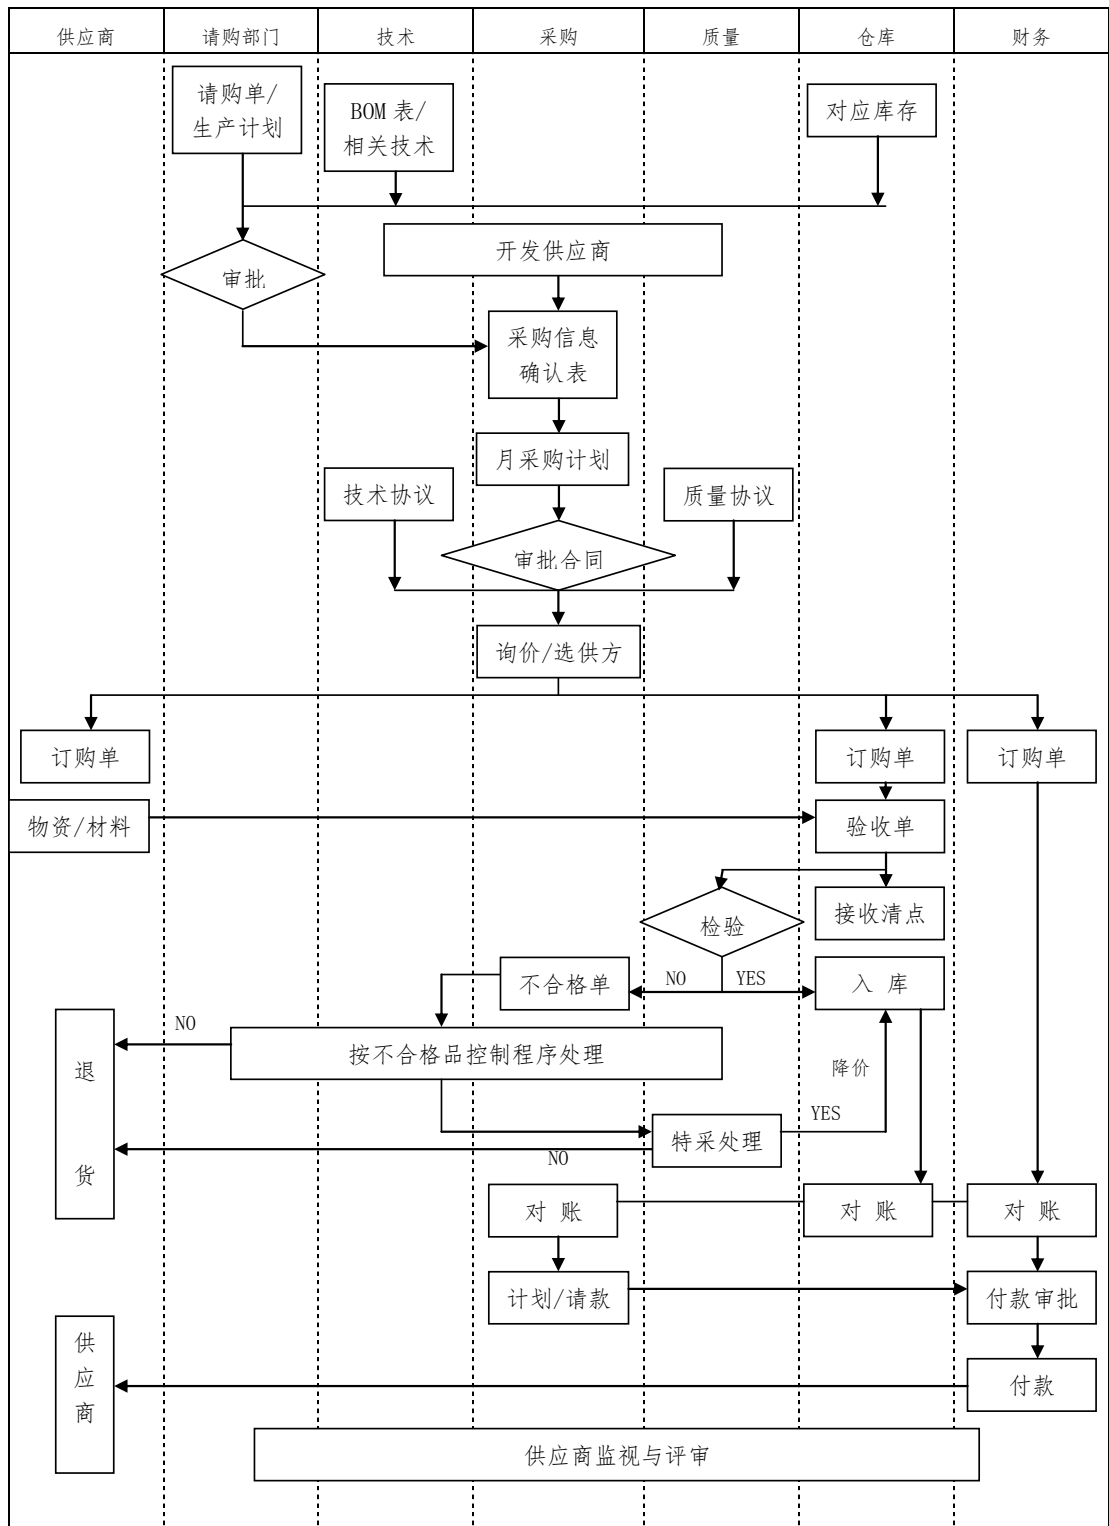 供应商
请购部门
技术
采购
质量
仓库
财务
请购单/
生产计划
BOM 表/
相关技术
对应库存
开发供应商
审批
采购信息
确认表
月采购计划
技术协议
质量协议
审批合同
询价/选供方
订购单
订购单
订购单
物资/材料
验收单
检验
接收清点
不合格单
NO
YES
入 库
NO
按不合格品控制程序处理
降价
退
货
特采处理
YES
NO
对 账
对 账
对 账
计划/请款
付款审批
供
应
商
付款
供应商监视与评审